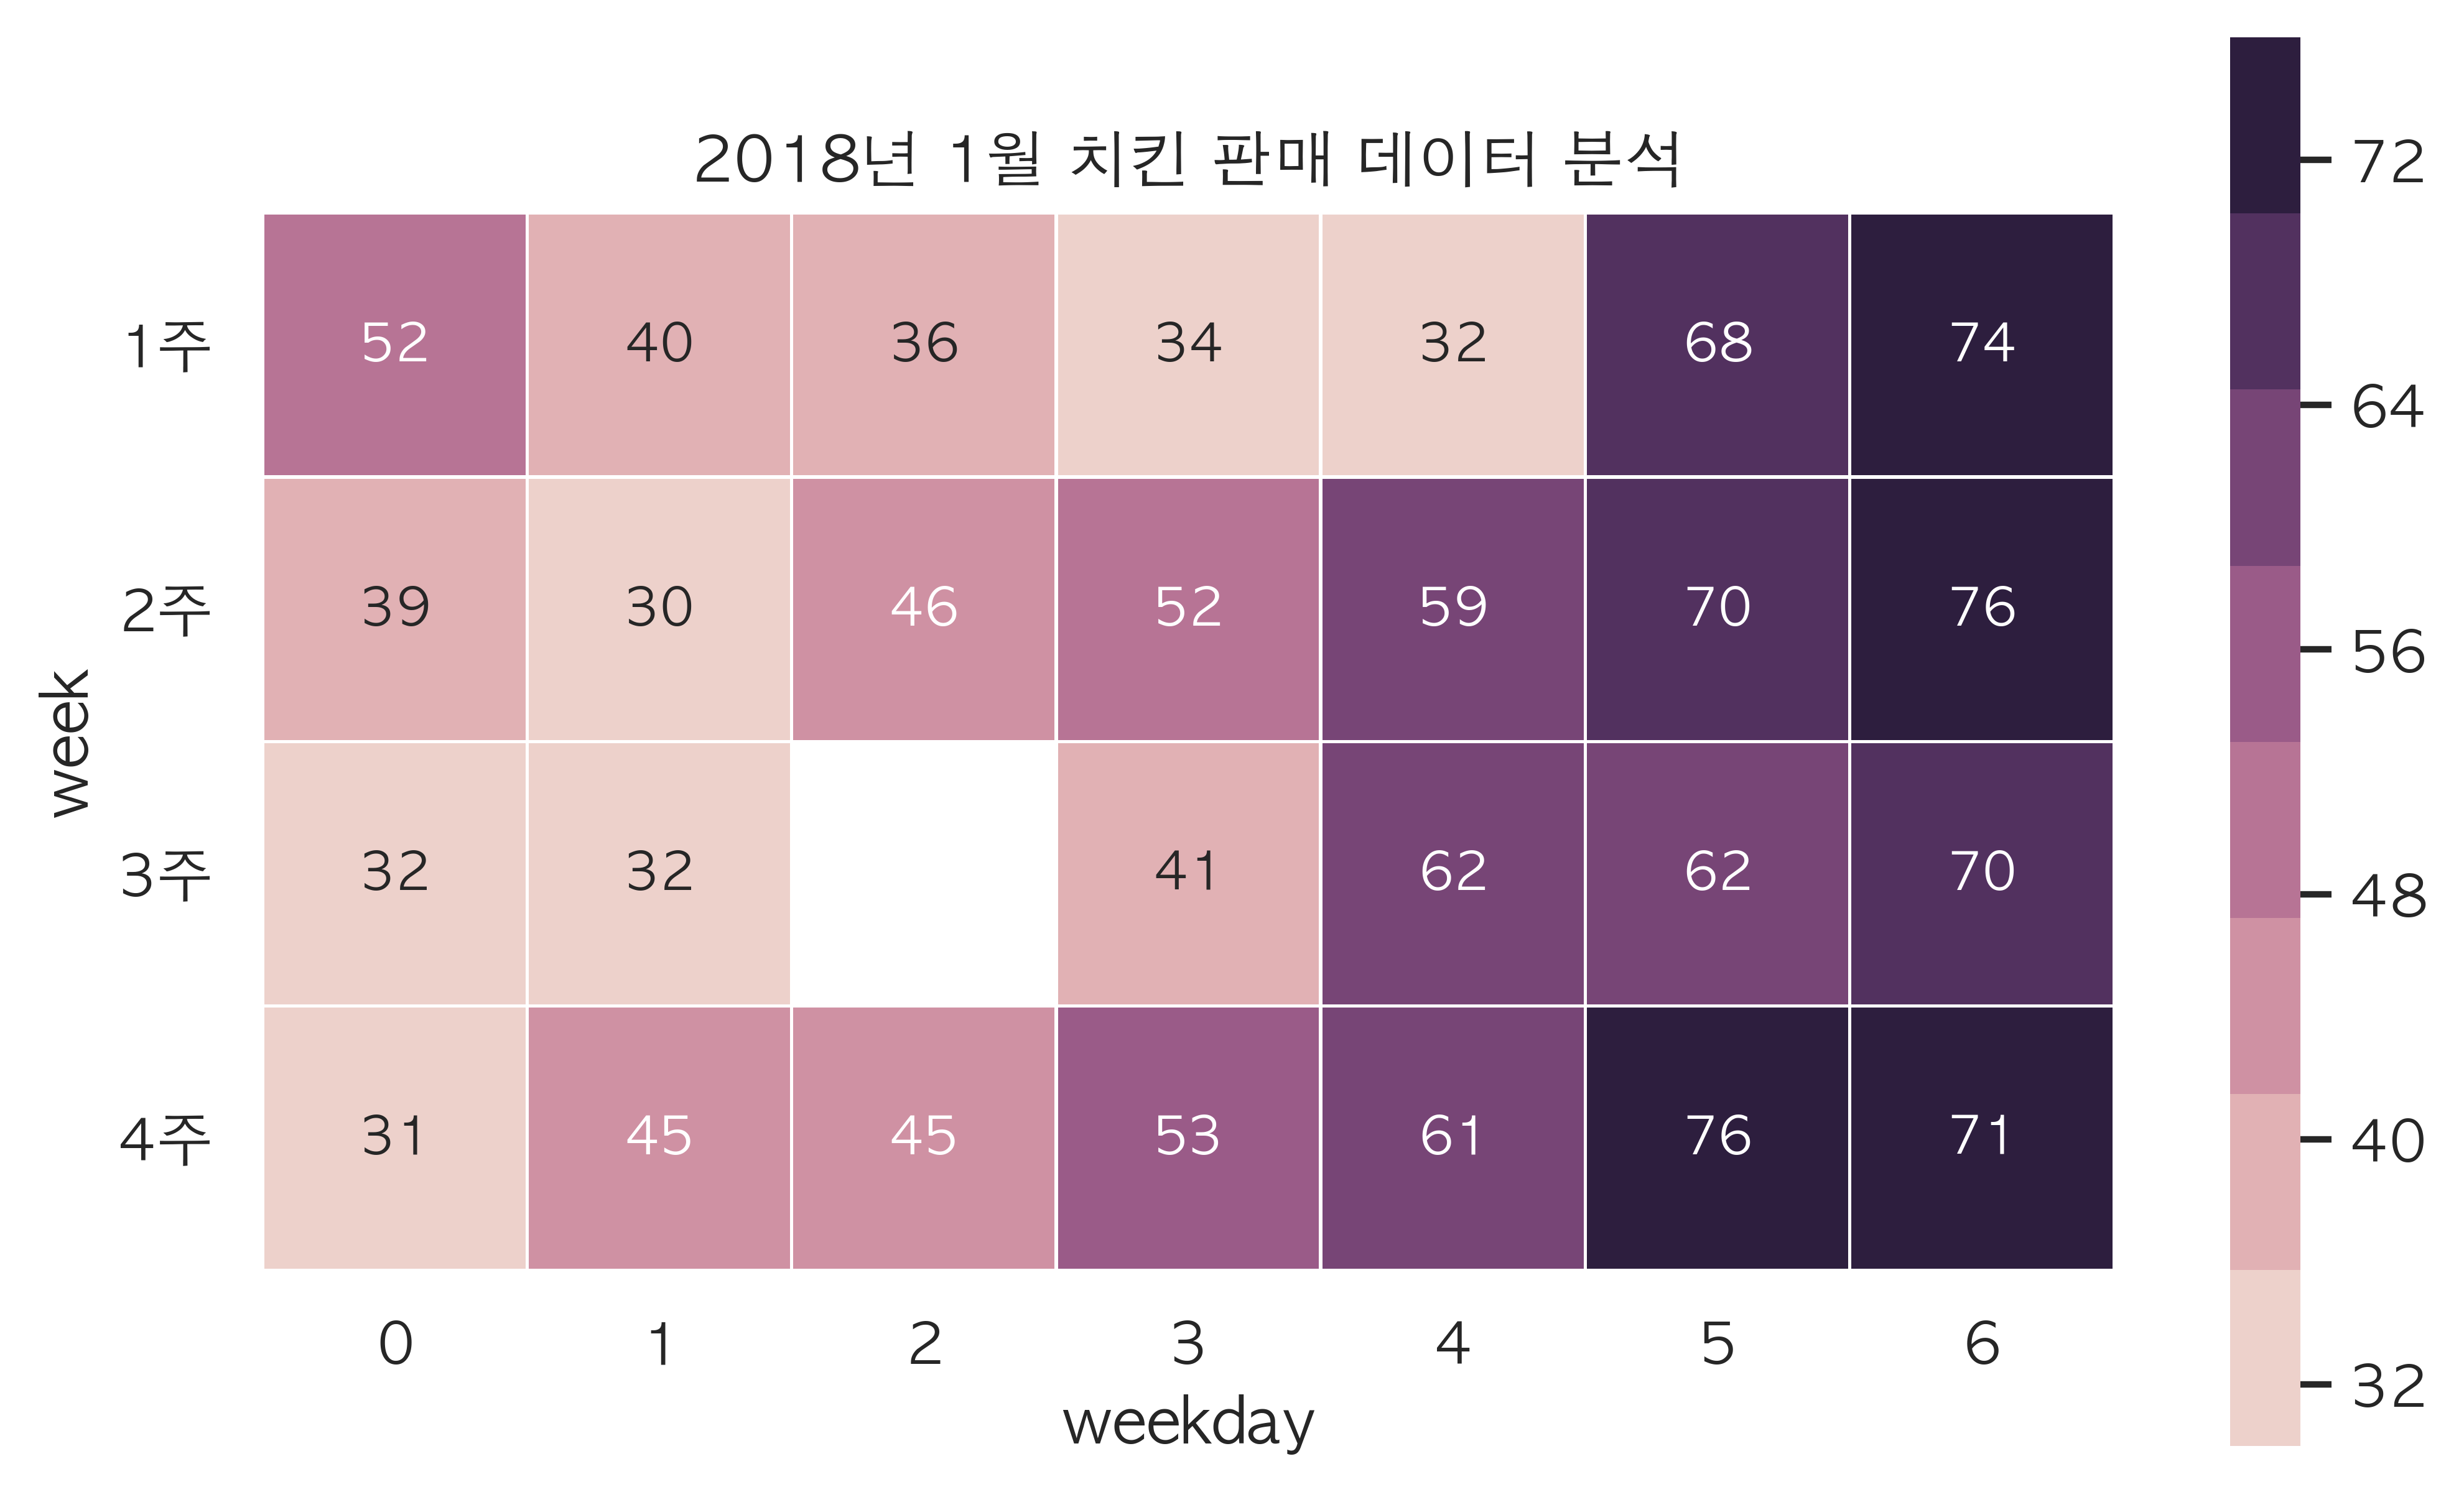 2018년 1월 치킨 판매 데이터 분석
1주 52 40 36 34 32 68 74
2주 39 30 46 52 59 70 76
3주 32 32 41 62 62 70
4주 31 45 45 53 61 76 71
0 1 2 3 4 5 6
weekday
week
72
64
56
48
40
32